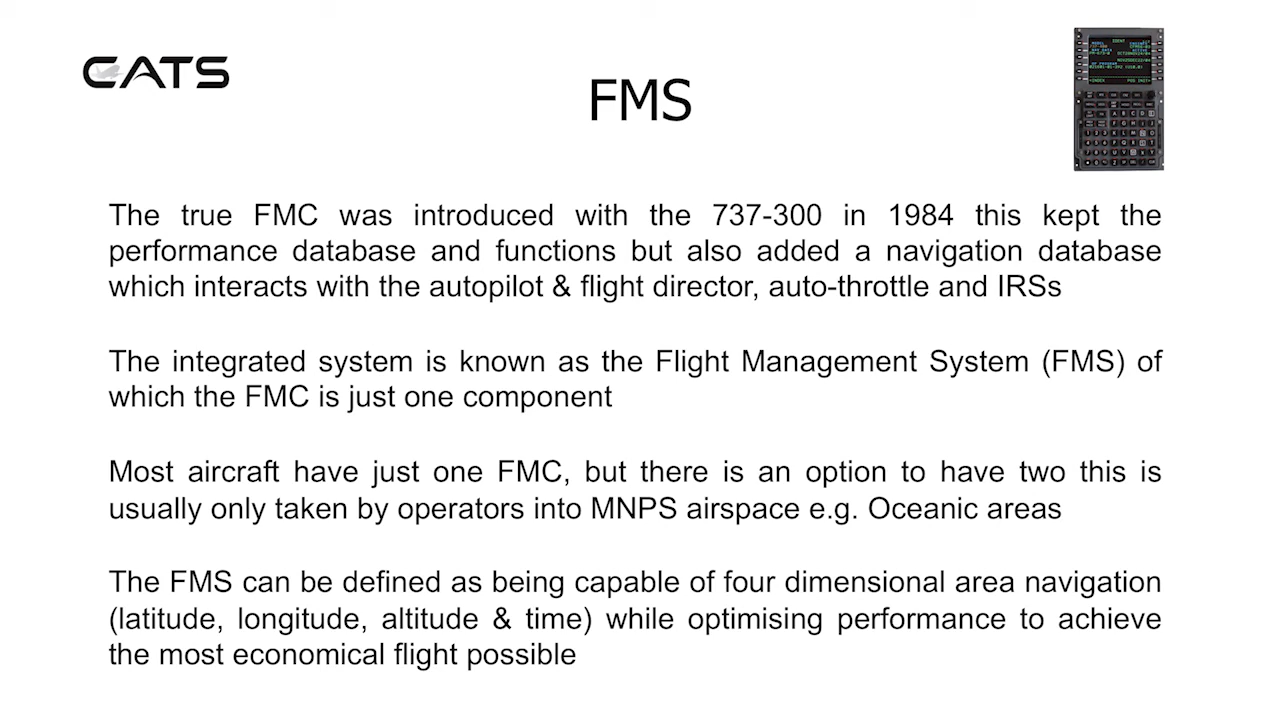 CATS
FMS
The true FMC was introduced with the 737-300 in 1984 this kept the
performance database and functions but also added a navigation database
which interacts with the autopilot & flight director, auto-throttle and IRSs
The integrated system is known as the Flight Management System (FMS) of
which the FMC is just one component
Most aircraft have just one FMC, but there is an option to have two this is
usually only taken by operators into MNPS airspace e.g. Oceanic areas
The FMS can be defined as being capable of four dimensional area navigation
(latitude, longitude, altitude & time) while optimising performance to achieve
the most economical flight possible